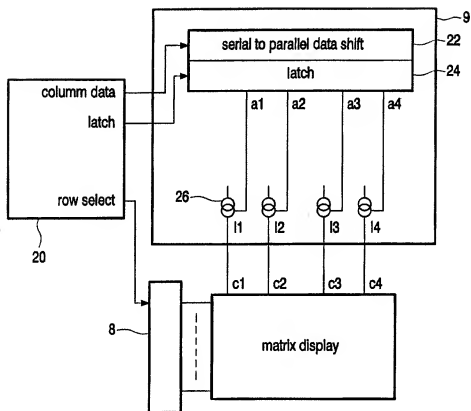 9
serial to parallel data shift
22
columm data
latch
24
latch
a1 a2 a3 a4
row select
26
I1 I2 I3 I4
20
c1 c2 c3 c4
8
matrix display